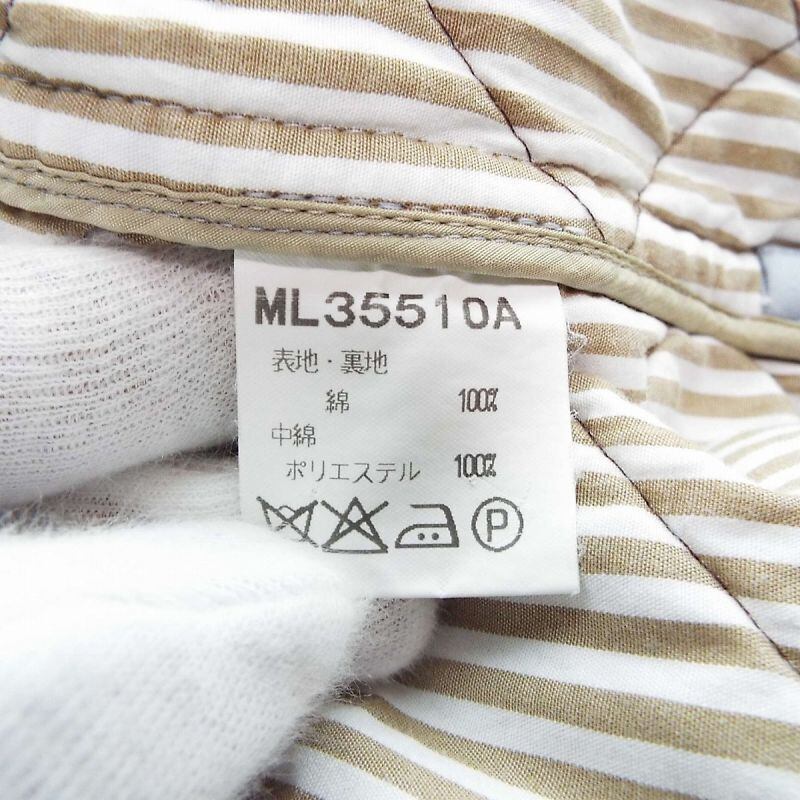 ML35510A
表地・裏地
綿 100%
中綿
ポリエステル 100%
P